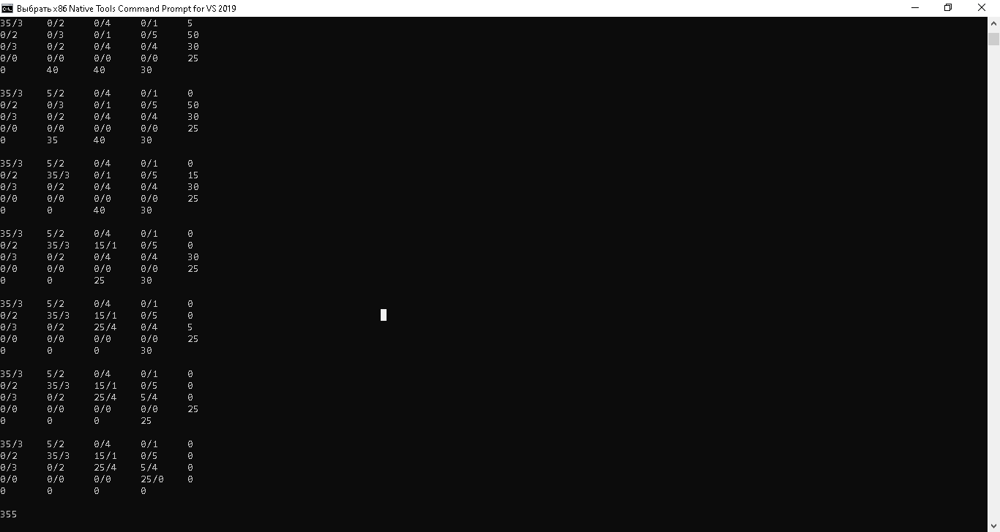 Выбрать x86 Native Tools Command Prompt for VS 2019
35/3 0/2 0/4 0/1 5
0/2 0/3 0/1 0/5 50
0/3 0/2 0/4 0/4 30
0/0 0/0 0/0 0/0 25
0 40 40 30
35/3 5/2 0/4 0/1 0
0/2 0/3 0/1 0/5 50
0/3 0/2 0/4 0/4 30
0/0 0/0 0/0 0/0 25
0 35 40 30
35/3 5/2 0/4 0/1 0
0/2 35/3 0/1 0/5 15
0/3 0/2 0/4 0/4 30
0/0 0/0 0/0 0/0 25
0 0 40 30
35/3 5/2 0/4 0/1 0
0/2 35/3 15/1 0/5 0
0/3 0/2 0/4 0/4 30
0/0 0/0 0/0 0/0 25
0 0 25 30
35/3 5/2 0/4 0/1 0
0/2 35/3 15/1 0/5 0
0/3 0/2 25/4 0/4 5
0/0 0/0 0/0 0/0 25
0 0 0 30
35/3 5/2 0/4 0/1 0
0/2 35/3 15/1 0/5 0
0/3 0/2 25/4 5/4 0
0/0 0/0 0/0 0/0 25
0 0 0 25
35/3 5/2 0/4 0/1 0
0/2 35/3 15/1 0/5 0
0/3 0/2 25/4 5/4 0
0/0 0/0 0/0 25/0 0
0 0 0 0
355